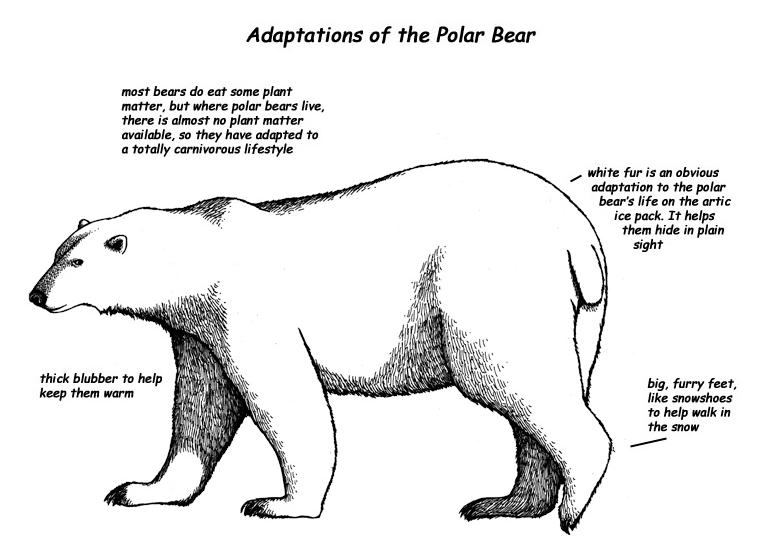 Adaptations of the Polar Bear
most bears do eat some plant
matter, but where polar bears live,
there is almost no plant matter
available, so they have adapted to
a totally carnivorous lifestyle
white fur is an obvious
adaptation to the polar
bear's life on the artic
ice pack. It helps
them hide in plain
sight
thick blubber to help
keep them warm
big, furry feet,
like snowshoes
to help walk in
the snow